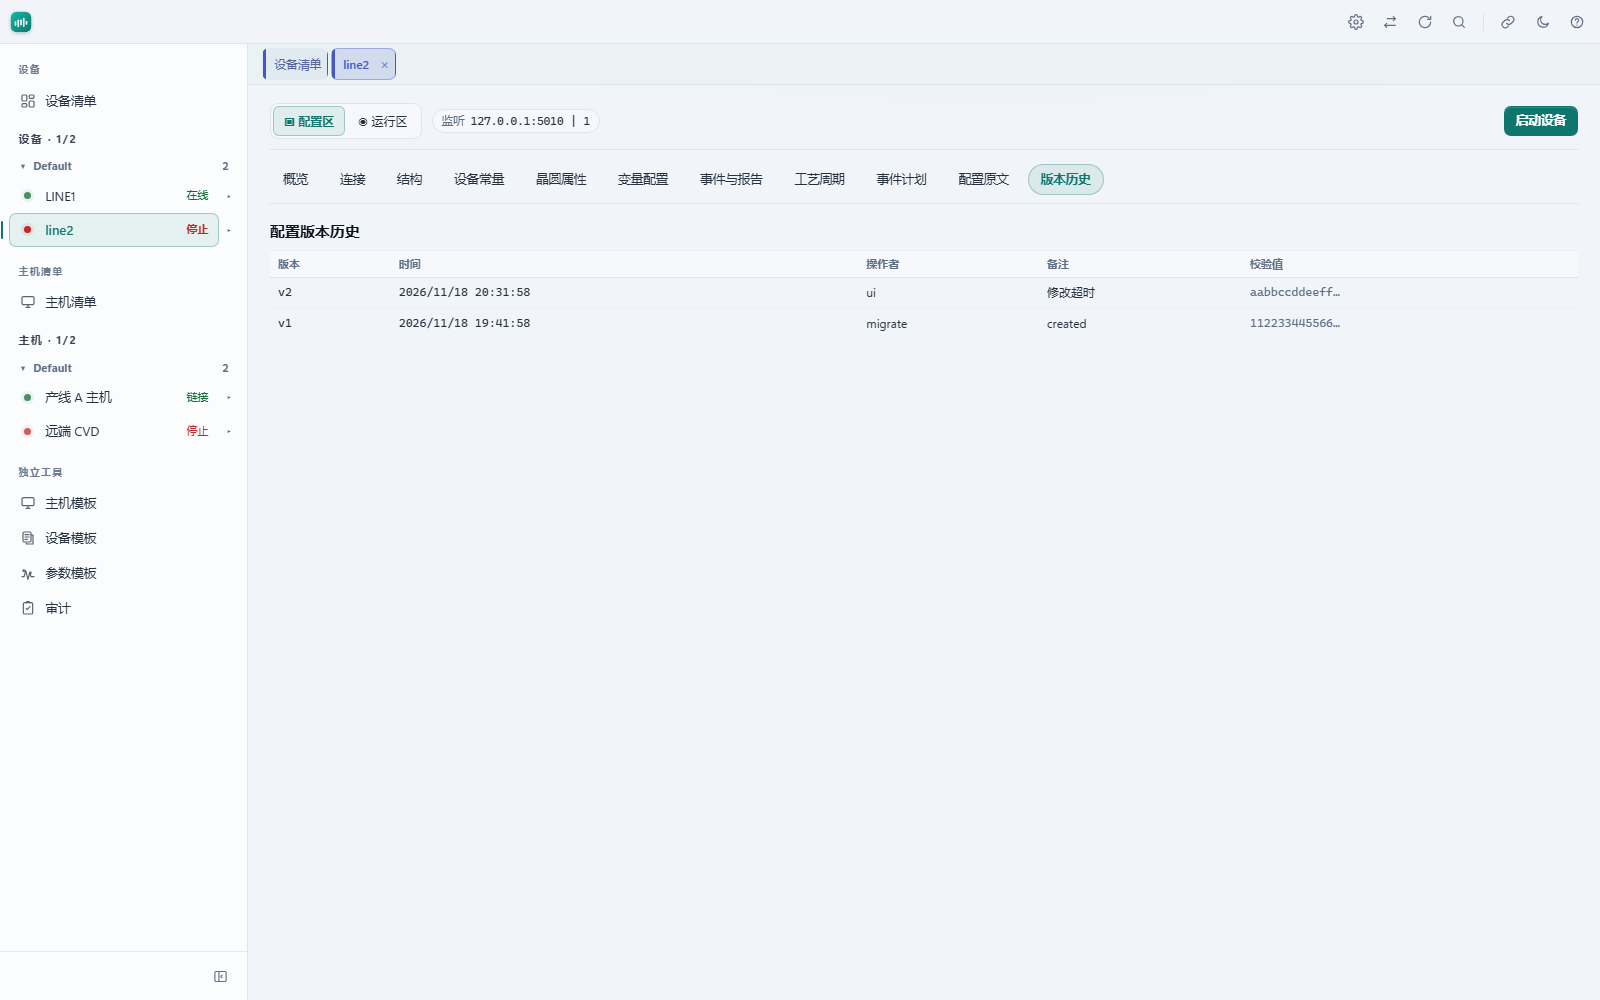 设备
设备清单
设备 · 1/2
Default 2
LINE1 在线
line2 停止
主机清单
主机清单
主机 · 1/2
Default 2
产线 A 主机 链接
远端 CVD 停止
独立工具
主机模板
设备模板
参数模板
审计
设备清单 line2 ×
配置区 运行区 监听 127.0.0.1:5010 | 1 启动设备
概览 连接 结构 设备常量 晶圆属性 变量配置 事件与报告 工艺周期 事件计划 配置原文 版本历史
配置版本历史
版本 时间 操作者 备注 校验值
v2 2026/11/18 20:31:58 ui 修改超时 aabbccddeeff…
v1 2026/11/18 19:41:58 migrate created 112233445566…